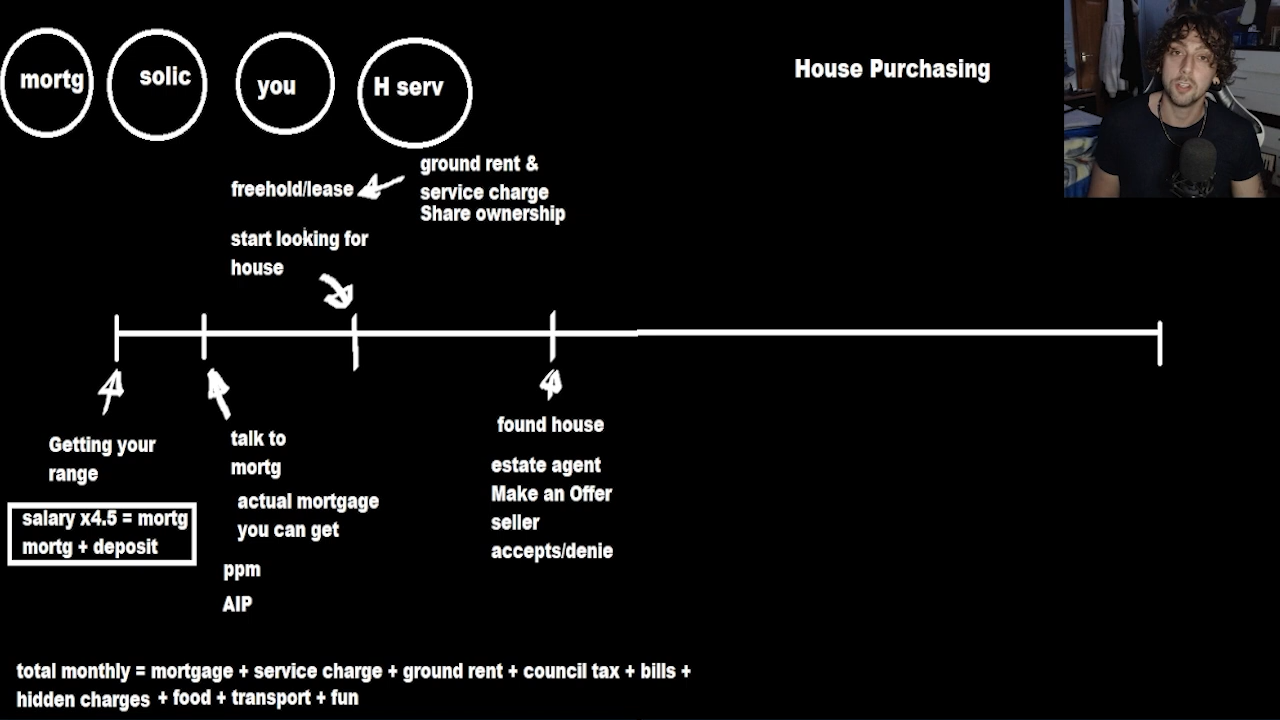 mortg
solic
you
H serv
House Purchasing
ground rent &
service charge
Share ownership
freehold/lease
start looking for
house
Getting your
range
salary x4.5 = mortg
mortg + deposit
talk to
mortg
actual mortgage
you can get
ppm
AIP
found house
estate agent
Make an Offer
seller
accepts/denie
total monthly = mortgage + service charge + ground rent + council tax + bills +
hidden charges + food + transport + fun